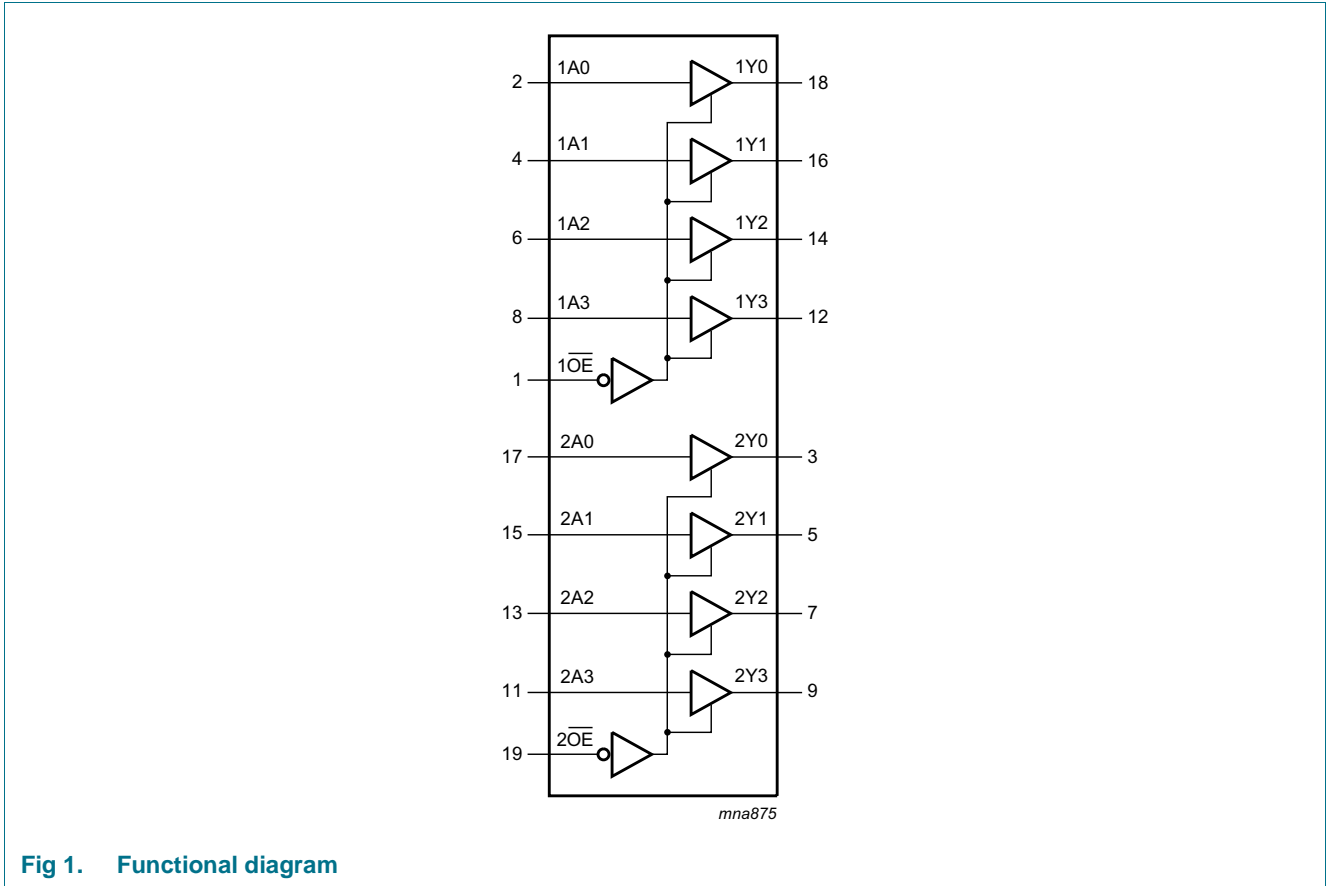 1A0 1Y0
2 18
1A1 1Y1
4 16
1A2 1Y2
6 14
1A3 1Y3
8 12
1O̅E̅
1
2A0 2Y0
17 3
2A1 2Y1
15 5
2A2 2Y2
13 7
2A3 2Y3
11 9
2O̅E̅
19
mna875
Fig 1. Functional diagram